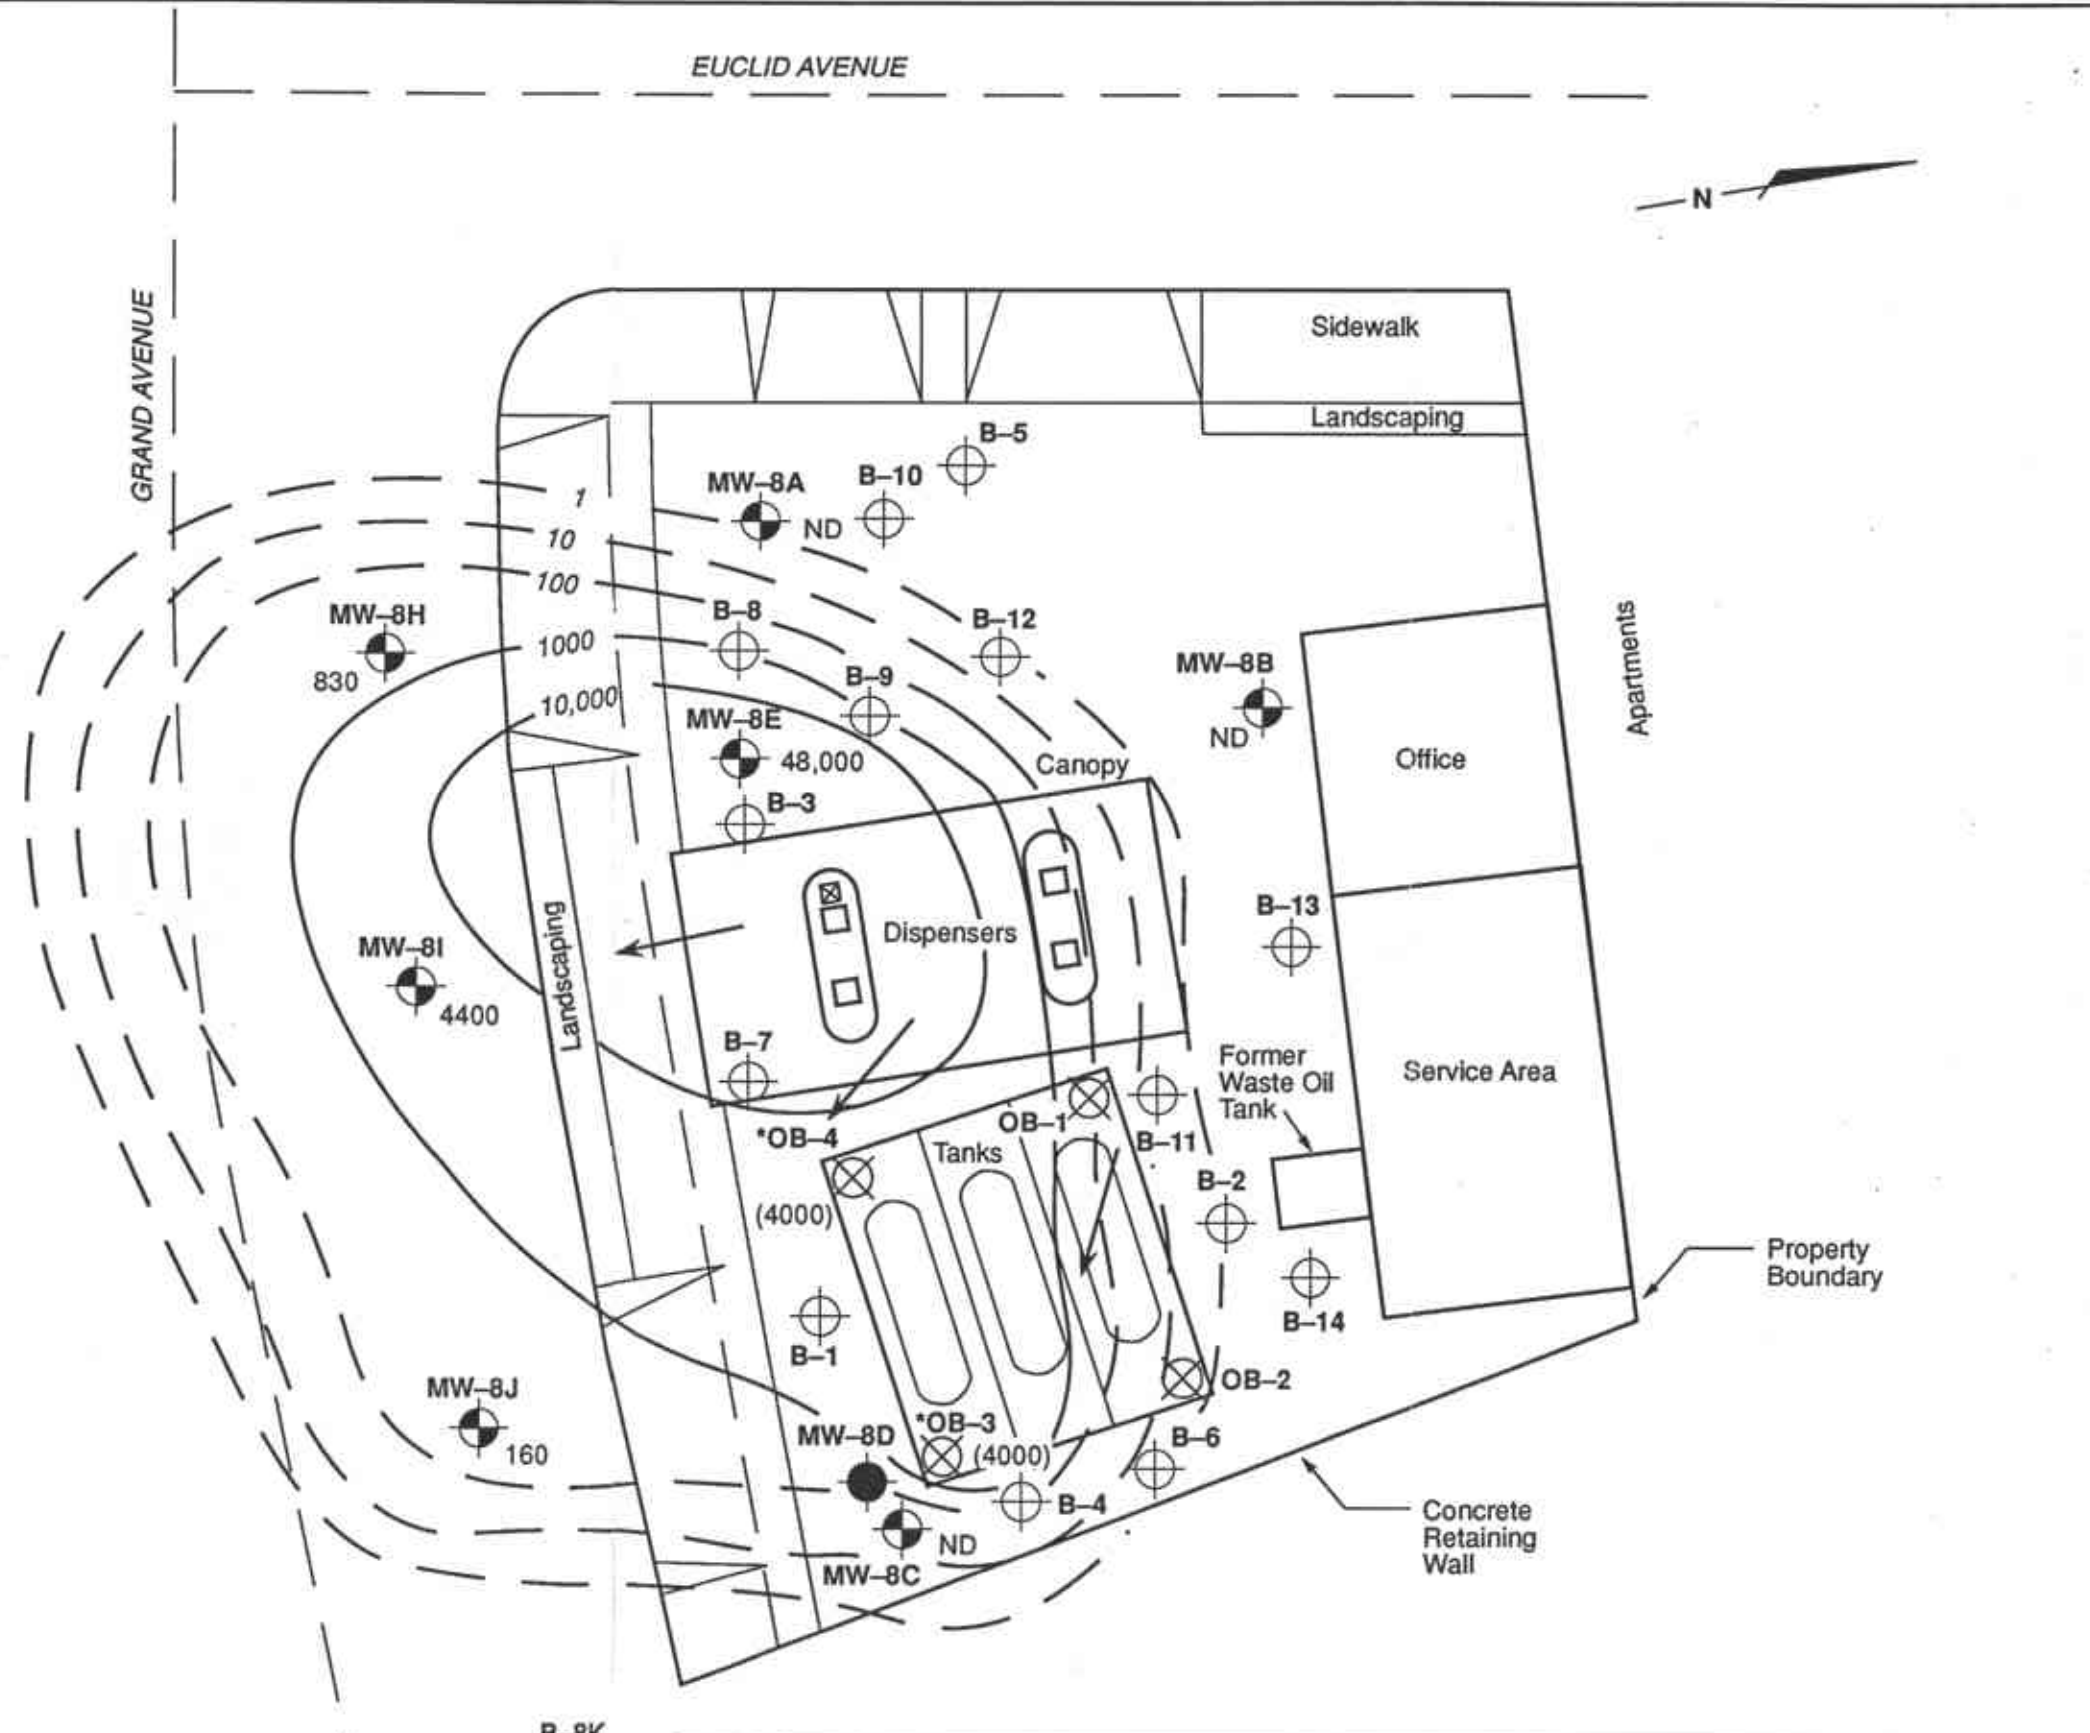 EUCLID AVENUE
N
GRAND AVENUE
Sidewalk
Landscaping
B–5
B–10
MW–8A
ND
1
10
100
1000
10,000
MW–8H
830
B–8
B–12
B–9
MW–8B
ND
Apartments
MW–8E
48,000
Canopy
Office
B–3
B–13
Dispensers
MW–8I
4400
Landscaping
B–7
Former
Waste Oil
Tank
Service Area
*OB–4
OB–1
B–11
Tanks
B–2
(4000)
Property
Boundary
B–14
B–1
MW–8J
160
OB–2
*OB–3
(4000)
MW–8D
B–6
B–4
ND
MW–8C
Concrete
Retaining
Wall
B–8K